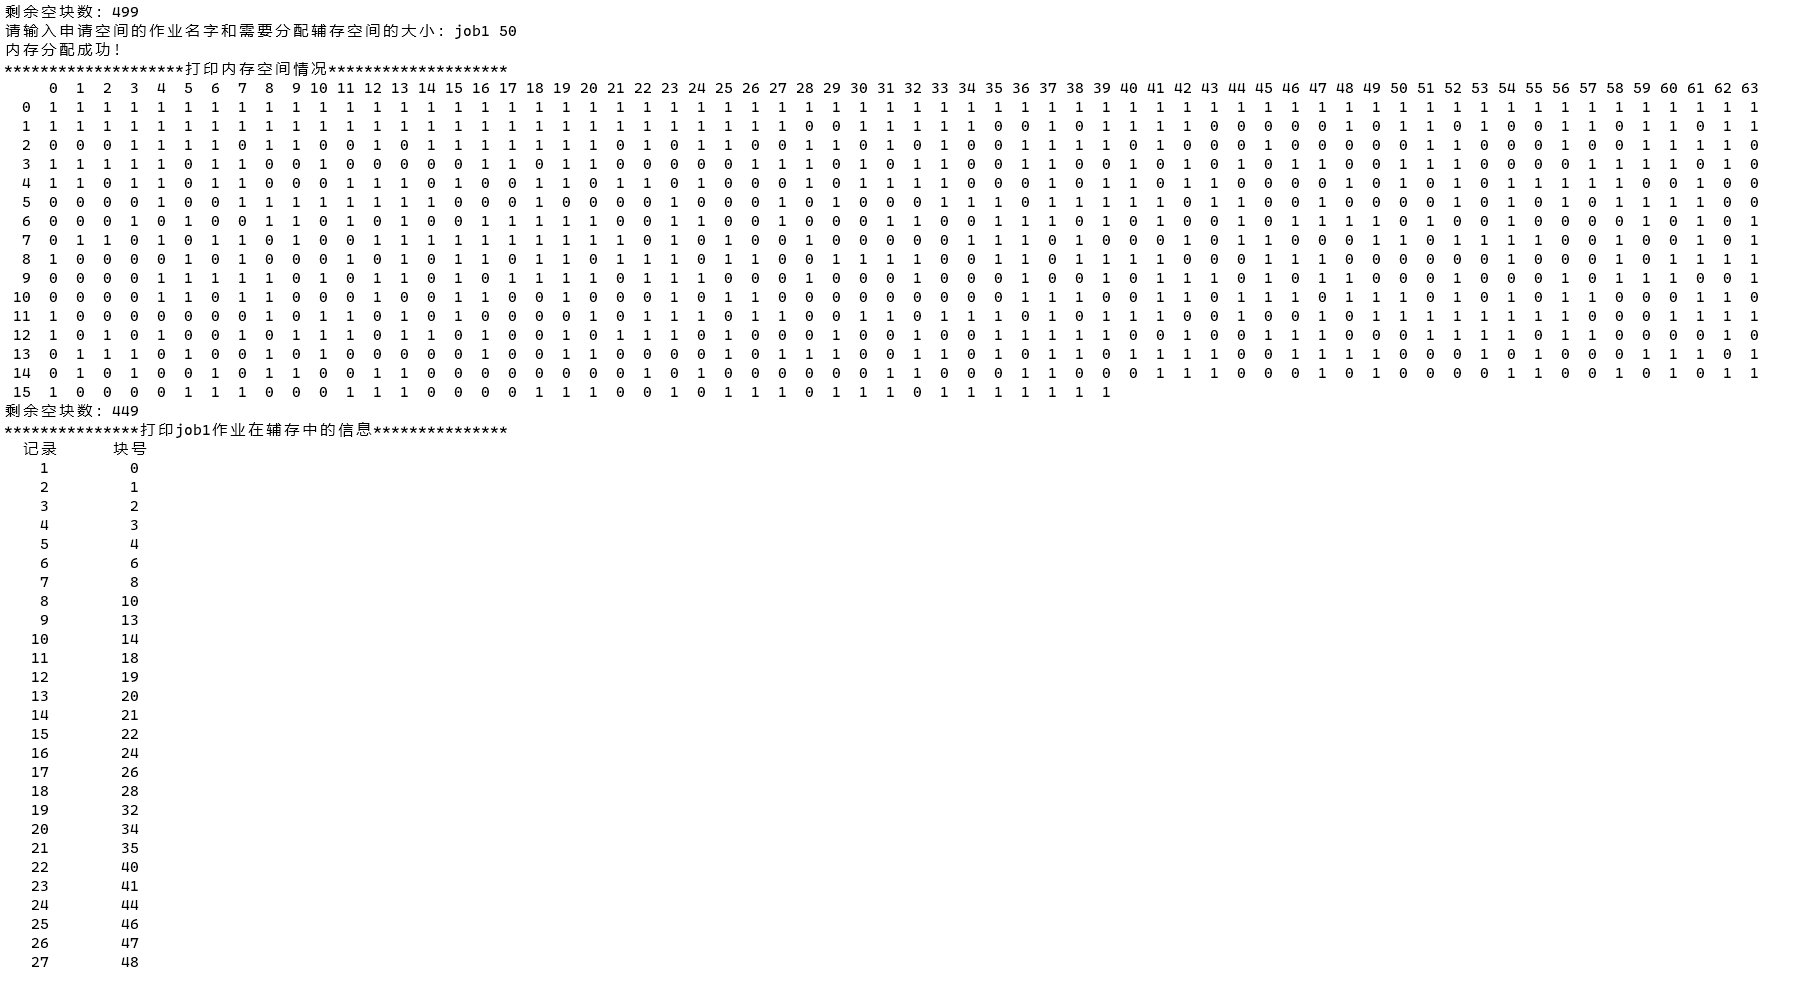 剩余空块数: 499
请输入申请空间的作业名字和需要分配辅存空间的大小: job1 50
内存分配成功!
********************打印内存空间情况********************
0 1 2 3 4 5 6 7 8 9 10 11 12 13 14 15 16 17 18 19 20 21 22 23 24 25 26 27 28 29 30 31 32 33 34 35 36 37 38 39 40 41 42 43 44 45 46 47 48 49 50 51 52 53 54 55 56 57 58 59 60 61 62 63
0 1 1 1 1 1 1 1 1 1 1 1 1 1 1 1 1 1 1 1 1 1 1 1 1 1 1 1 1 1 1 1 1 1 1 1 1 1 1 1 1 1 1 1 1 1 1 1 1 1 1 1 1 1 1 1 1 1 1 1 1 1 1 1 1
1 1 1 1 1 1 1 1 1 1 1 1 1 1 1 1 1 1 1 1 1 1 1 1 1 1 1 1 1 0 0 1 1 1 1 1 0 0 1 0 1 1 1 1 0 0 0 0 0 1 0 1 1 0 1 0 0 1 1 0 1 1 0 1 1
2 0 0 0 1 1 1 1 0 1 1 0 0 1 0 1 1 1 1 1 1 1 0 1 0 1 1 0 0 1 1 0 1 0 1 0 0 1 1 1 0 1 0 0 0 0 1 0 0 0 0 0 1 1 0 0 0 1 0 0 1 1 1 1 0
3 1 1 1 1 1 0 1 1 0 0 1 0 0 0 0 0 1 1 0 1 1 0 0 0 0 0 1 1 1 0 1 0 1 1 0 0 0 1 1 1 0 1 0 1 0 1 0 1 1 0 0 1 1 1 0 0 0 0 1 1 1 1 0 1 0
4 1 1 0 1 1 0 1 1 0 0 0 1 1 1 0 1 0 0 1 1 0 1 1 0 1 0 0 0 1 0 1 1 1 1 0 0 0 1 0 1 1 0 1 1 0 0 0 0 1 0 1 0 1 0 1 1 1 1 1 0 0 1 0 0
5 0 0 0 0 1 0 0 1 1 1 1 1 1 1 1 0 0 0 1 0 0 0 0 1 0 0 0 1 0 1 0 0 0 1 1 1 0 1 1 1 1 1 0 1 1 0 0 1 0 0 0 0 1 0 0 1 0 0 1 1 1 1 0 0
6 0 0 0 1 0 1 0 0 1 1 0 1 0 1 0 0 1 1 1 1 1 0 0 1 0 1 0 0 1 0 0 1 1 0 0 1 1 1 0 1 1 0 1 0 1 0 1 1 1 1 0 1 0 0 1 0 0 0 0 1 0 1 0 1
7 0 1 1 0 1 0 1 1 0 1 0 0 1 1 1 1 1 1 1 1 1 1 0 1 0 1 0 0 1 0 0 0 0 0 1 1 1 0 1 0 0 0 1 0 1 1 0 0 0 1 1 0 1 1 1 1 0 0 1 0 0 1 0 1
8 1 0 0 0 0 1 0 1 1 0 0 1 0 1 1 0 1 0 1 1 0 1 1 1 0 1 0 0 0 1 1 0 1 1 0 0 1 0 1 0 1 1 1 0 0 1 1 1 0 0 0 0 0 0 1 0 0 0 1 0 1 1 1 1
9 0 0 0 0 1 1 1 1 1 0 0 1 0 1 1 0 1 0 1 1 1 1 0 1 1 0 0 0 1 0 0 0 1 1 0 1 0 0 1 0 0 1 1 1 0 1 0 1 1 0 0 0 1 0 0 0 1 0 1 1 1 0 0 1
10 0 0 0 0 1 1 0 1 1 0 0 0 1 0 0 1 1 0 0 1 0 0 0 1 0 1 1 0 0 0 0 0 0 0 0 0 1 1 1 0 0 1 1 0 1 1 1 0 1 1 1 0 1 0 1 0 1 1 0 0 0 1 1 0
11 1 0 0 0 0 0 0 0 1 1 0 1 0 1 0 1 0 0 0 0 1 0 1 1 1 0 1 1 0 0 1 1 0 1 1 1 0 1 0 1 1 1 0 1 0 0 1 0 1 1 1 1 1 1 1 1 1 0 0 0 1 1 1 1
12 1 0 1 0 1 0 0 1 0 1 1 1 0 1 1 0 1 0 0 1 0 1 1 1 0 1 0 0 0 1 0 0 1 0 0 1 0 1 1 1 1 0 0 1 0 1 1 1 0 0 0 1 1 1 1 0 1 1 0 0 0 0 1 0
13 0 1 1 1 0 1 0 0 1 0 1 0 0 0 0 0 1 0 0 1 1 0 0 0 0 1 0 1 1 1 0 0 1 0 0 1 0 1 1 0 1 1 1 1 0 0 1 1 1 1 0 0 0 1 0 1 0 0 0 1 1 1 0 1
14 0 1 0 1 0 0 1 0 1 1 0 0 1 1 0 0 0 0 0 0 0 0 1 0 1 0 0 0 0 0 0 1 1 0 0 0 1 1 0 0 0 1 1 1 0 0 0 1 0 1 0 0 0 0 1 1 0 0 1 0 1 0 1 1
15 1 0 0 0 0 1 1 1 0 0 0 1 1 1 0 0 0 0 1 1 1 0 0 1 0 1 1 1 0 1 1 1 0 1 1 1 1 1 1 1
剩余空块数: 449
***************打印job1作业在辅存中的信息***************
记录 块号
1 0
2 1
3 2
4 3
5 4
6 6
7 8
8 10
9 13
10 14
11 18
12 19
13 20
14 21
15 22
16 24
17 26
18 28
19 32
20 34
21 35
22 40
23 41
24 44
25 46
26 47
27 48